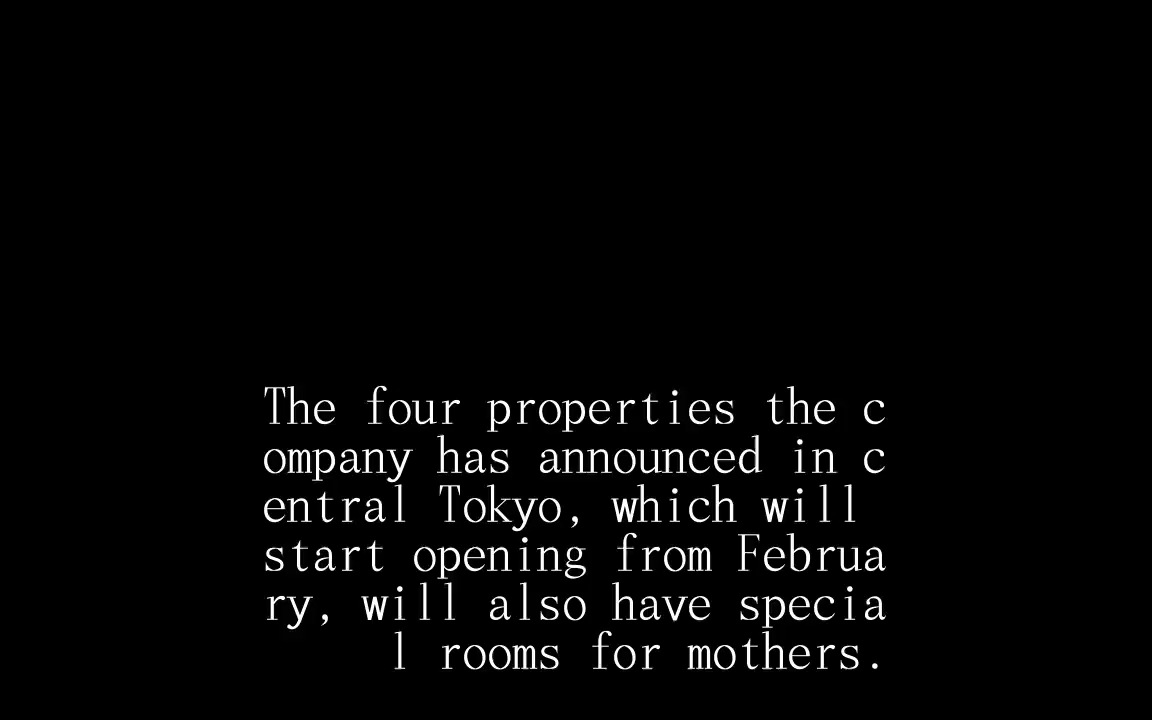 The four properties the c
ompany has announced in c
entral Tokyo, which will
start opening from Februa
ry, will also have specia
l rooms for mothers.